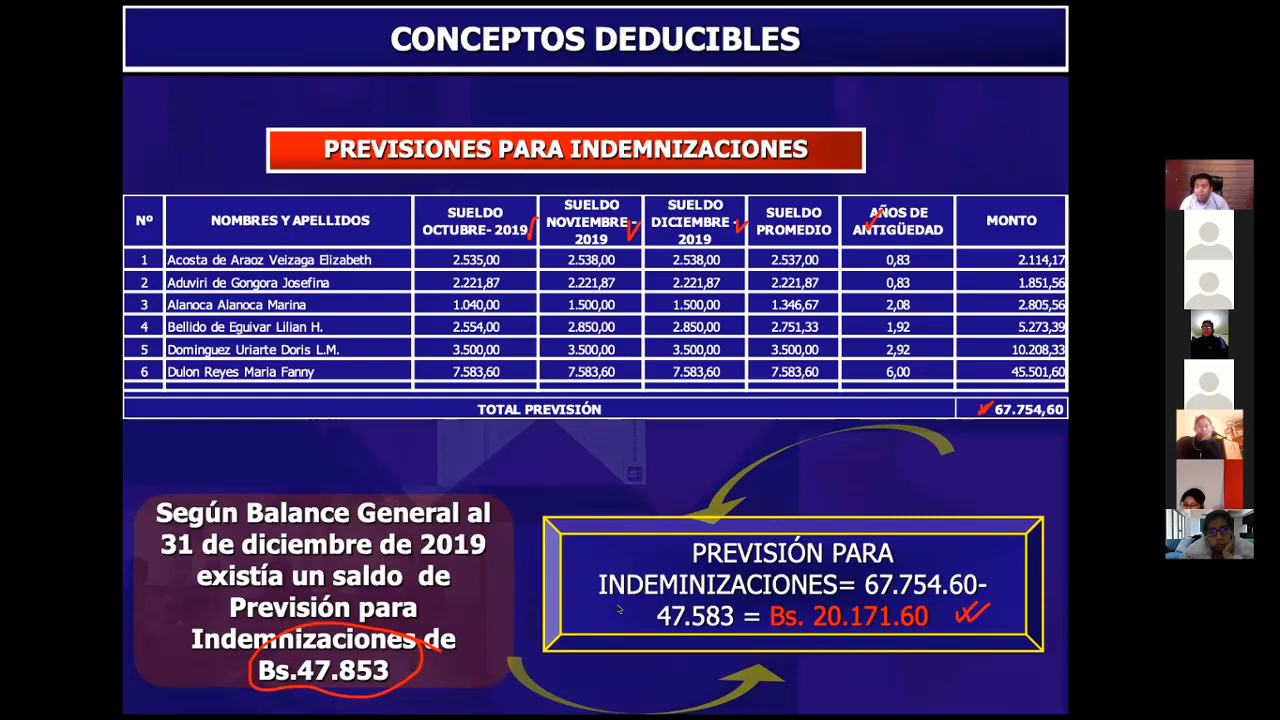 CONCEPTOS DEDUCIBLES
PREVISIONES PARA INDEMNIZACIONES
Nº NOMBRES Y APELLIDOS SUELDO OCTUBRE- 2019 SUELDO NOVIEMBRE - 2019 SUELDO DICIEMBRE - 2019 SUELDO PROMEDIO AÑOS DE ANTIGÜEDAD MONTO
1 Acosta de Araoz Veizaga Elizabeth 2.535,00 2.538,00 2.538,00 2.537,00 0,83 2.114,17
2 Aduviri de Gongora Josefina 2.221,87 2.221,87 2.221,87 2.221,87 0,83 1.851,56
3 Alanoca Alanoca Marina 1.040,00 1.500,00 1.500,00 1.346,67 2,08 2.805,56
4 Bellido de Eguivar Lilian H. 2.554,00 2.850,00 2.850,00 2.751,33 1,92 5.273,39
5 Dominguez Uriarte Doris L.M. 3.500,00 3.500,00 3.500,00 3.500,00 2,92 10.208,33
6 Dulon Reyes Maria Fanny 7.583,60 7.583,60 7.583,60 7.583,60 6,00 45.501,60
TOTAL PREVISIÓN 67.754,60
Según Balance General al
31 de diciembre de 2019
existía un saldo de
Previsión para
Indemnizaciones de
Bs.47.853
PREVISIÓN PARA
INDEMINIZACIONES= 67.754.60-
47.583 = Bs. 20.171.60